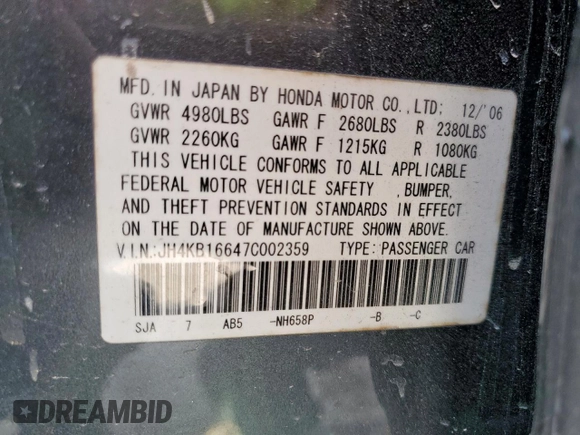 MFD. IN JAPAN BY HONDA MOTOR CO., LTD; 12/'06
GVWR 4980LBS GAWR F 2680LBS R 2380LBS
GVWR 2260KG GAWR F 1215KG R 1080KG
THIS VEHICLE CONFORMS TO ALL APPLICABLE
FEDERAL MOTOR VEHICLE SAFETY ,BUMPER,
AND THEFT PREVENTION STANDARDS IN EFFECT
ON THE DATE OF MANUFACTURE SHOWN ABOVE.
V.I.N.:JH4KB16647C002359 TYPE: PASSENGER CAR
SJA 7 AB5 -NH658P -B -C
DREAMBID